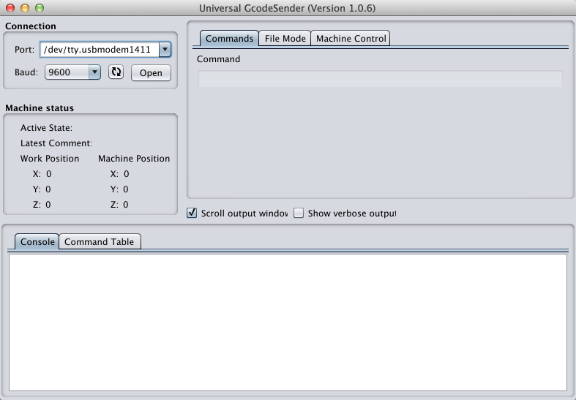 Universal GcodeSender (Version 1.0.6)
Connection
Port: /dev/tty.usbmodem1411
Baud: 9600 Open
Machine status
Active State:
Latest Comment:
Work Position Machine Position
X: 0 X: 0
Y: 0 Y: 0
Z: 0 Z: 0
Commands File Mode Machine Control
Command
Scroll output window Show verbose output
Console Command Table